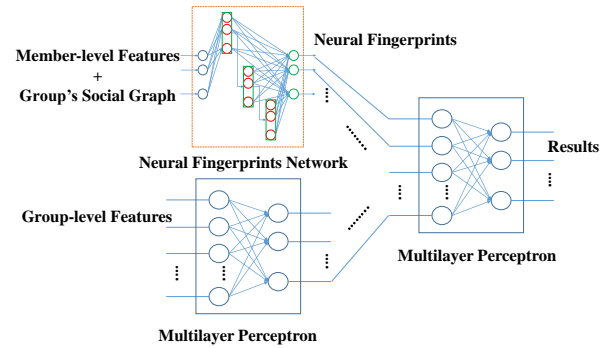 Member-level Features
+
Group's Social Graph
Neural Fingerprints
Neural Fingerprints Network
Results
Group-level Features
Multilayer Perceptron
Multilayer Perceptron